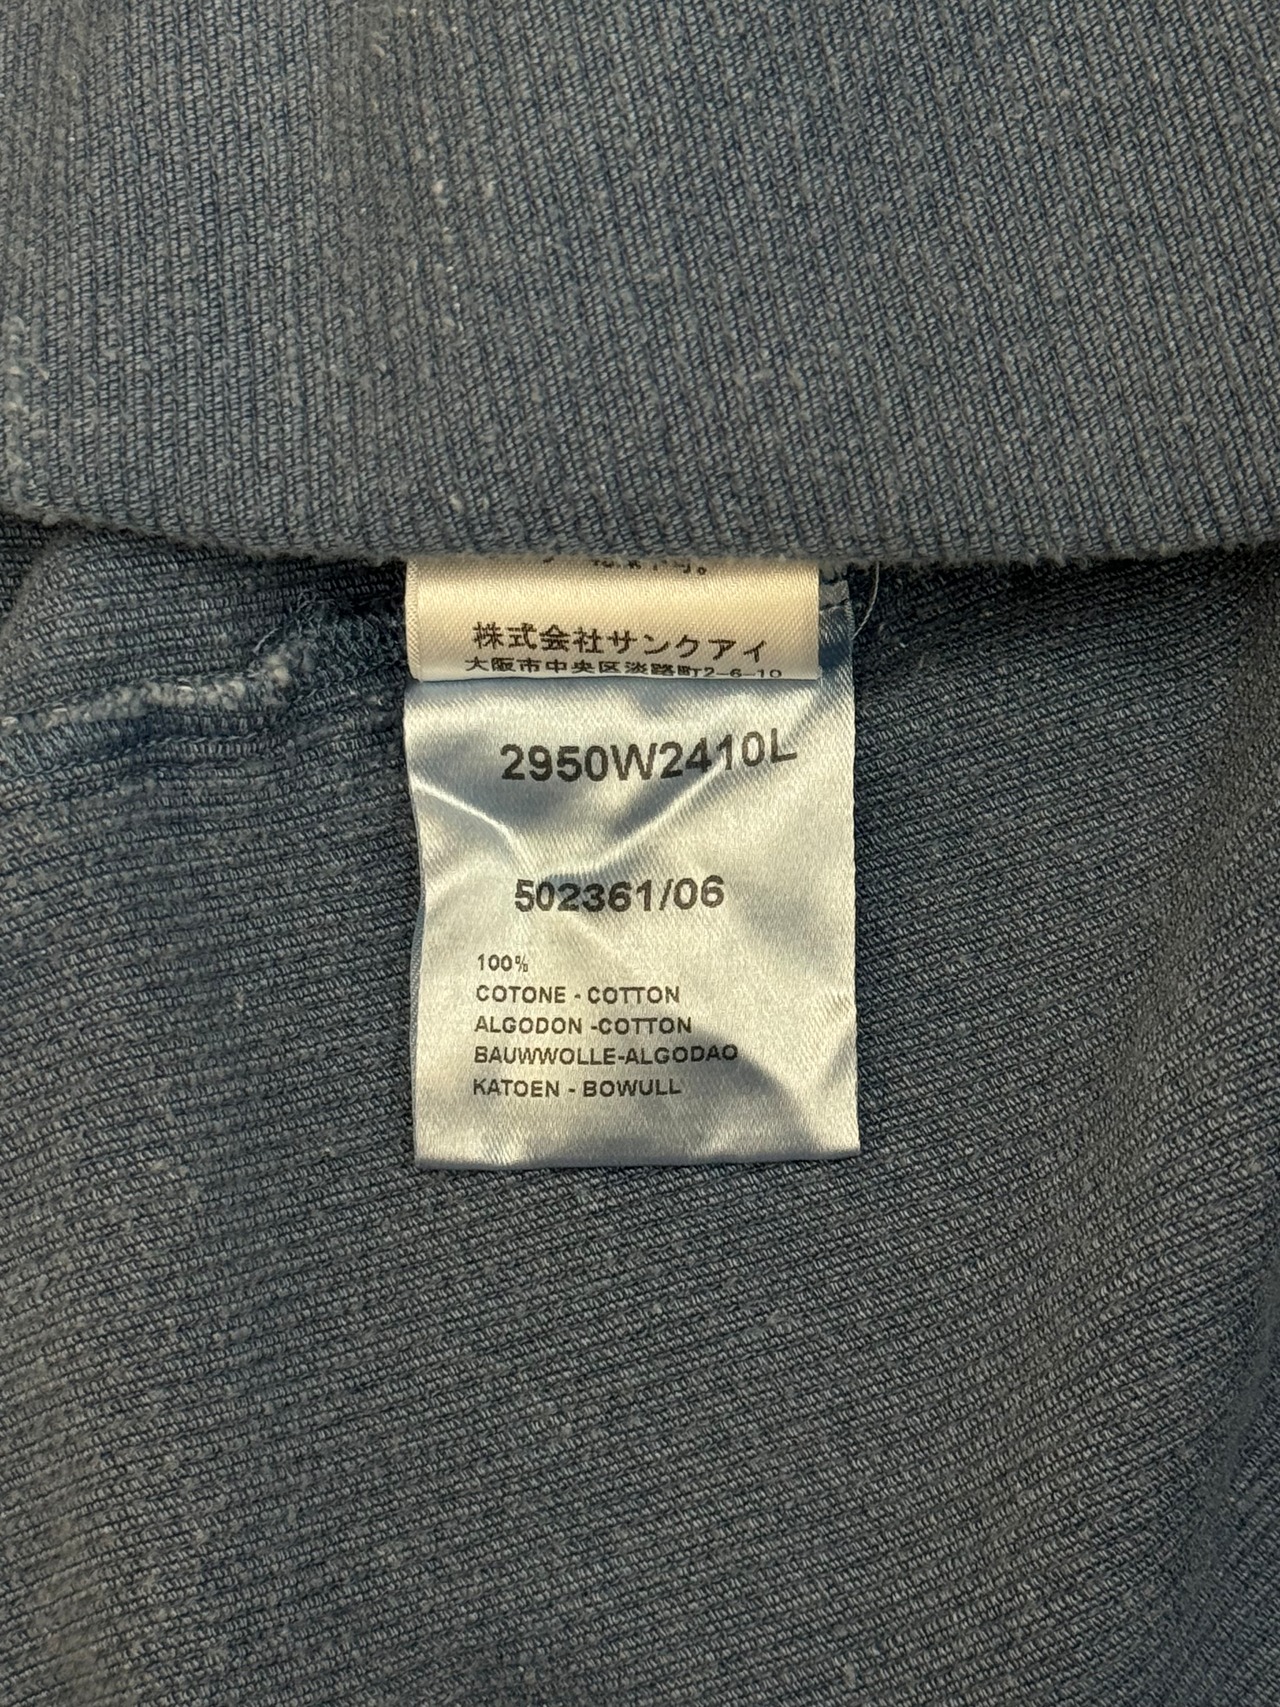 株式会社サンクアイ
大阪市中央区淡路町2-6-10
2950W2410L
502361/06
100%
COTONE - COTTON
ALGODON -COTTON
BAUWWOLLE-ALGODAO
KATOEN - BOWULL